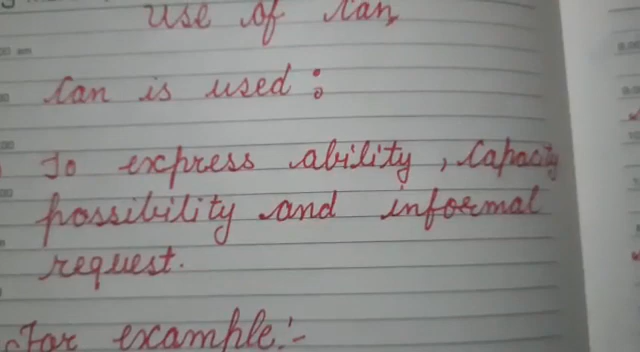 use of Can
Can is used :
To express ability, Capacity
possibility and informal
request.
For example:-